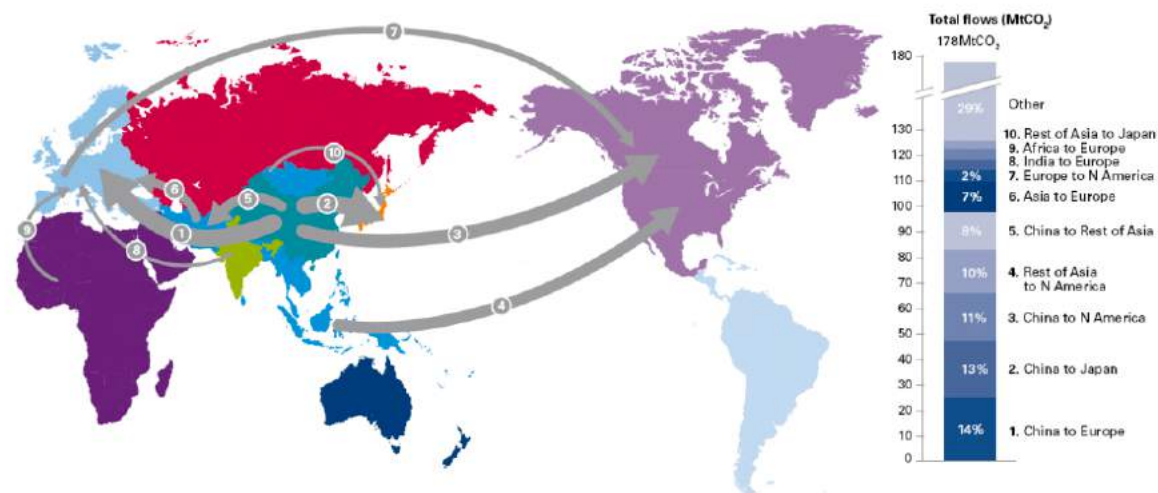 Total flows (MtCO₂)
178MtCO₂
180
29%
Other
130
10. Rest of Asia to Japan
9. Africa to Europe
120
8. India to Europe
2%
7. Europe to N America
110
7%
6. Asia to Europe
100
90
5. China to Rest of Asia
80
10%
4. Rest of Asia
to N America
70
60
11%
3. China to N America
50
40
13%
2. China to Japan
30
20
14%
1. China to Europe
10
0
7
10
6
5
2
1
3
9
8
4